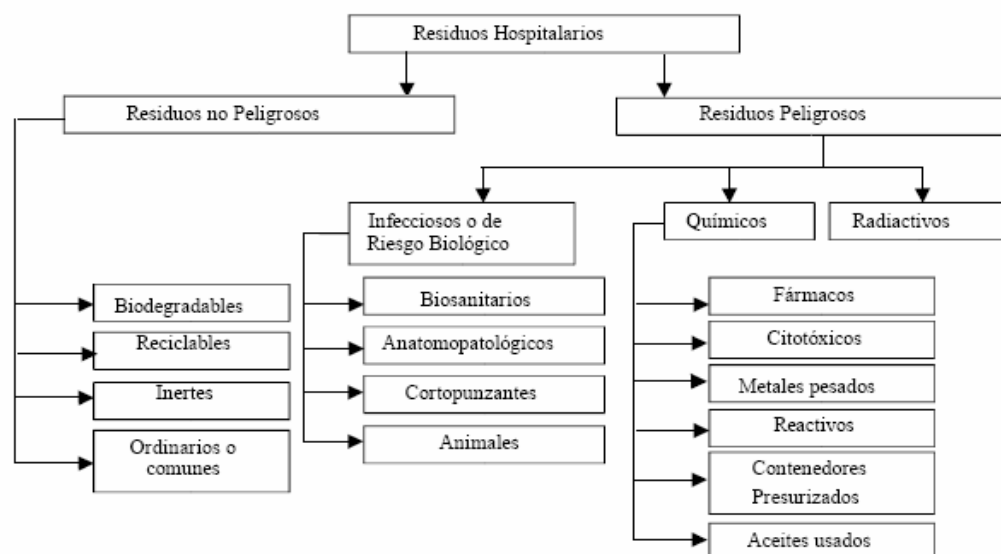 Residuos Hospitalarios
Residuos no Peligrosos
Residuos Peligrosos
Infecciosos o de
Riesgo Biológico
Químicos
Radiactivos
Biodegradables
Reciclables
Inertes
Ordinarios o
comunes
Biosanitarios
Anatomopatológicos
Cortopunzantes
Animales
Fármacos
Citotóxicos
Metales pesados
Reactivos
Contenedores
Presurizados
Aceites usados